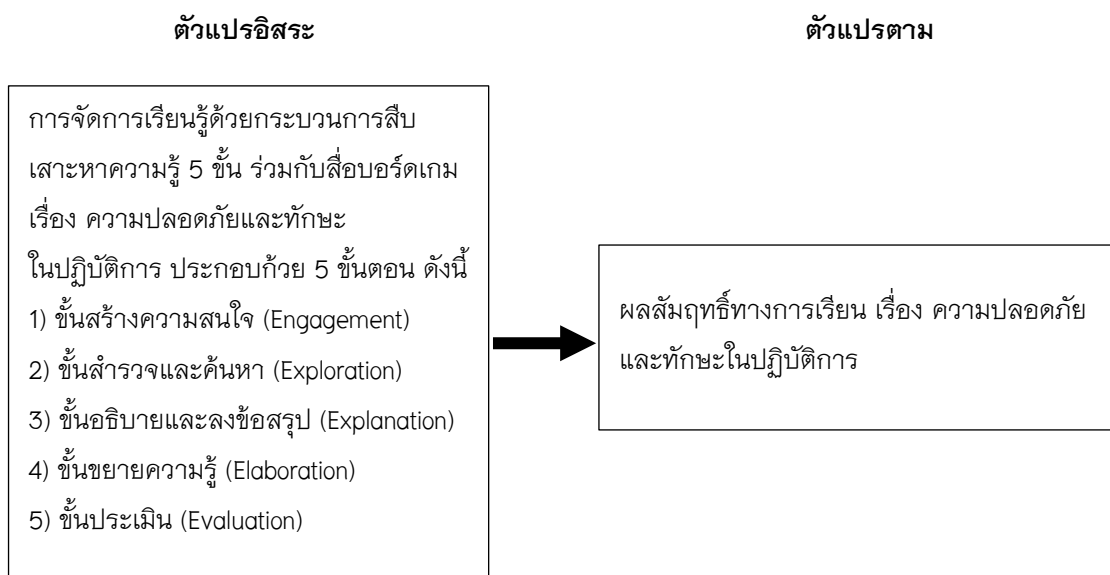 ตัวแปรอิสระ
ตัวแปรตาม
การจัดการเรียนรู้ด้วยกระบวนการสืบ
เสาะหาความรู้ 5 ขั้น ร่วมกับสื่อบอร์ดเกม
เรื่อง ความปลอดภัยและทักษะ
ในปฏิบัติการ ประกอบก้วย 5 ขั้นตอน ดังนี้
1) ขั้นสร้างความสนใจ (Engagement)
2) ขั้นสำรวจและค้นหา (Exploration)
3) ขั้นอธิบายและลงข้อสรุป (Explanation)
4) ขั้นขยายความรู้ (Elaboration)
5) ขั้นประเมิน (Evaluation)
ผลสัมฤทธิ์ทางการเรียน เรื่อง ความปลอดภัย
และทักษะในปฏิบัติการ